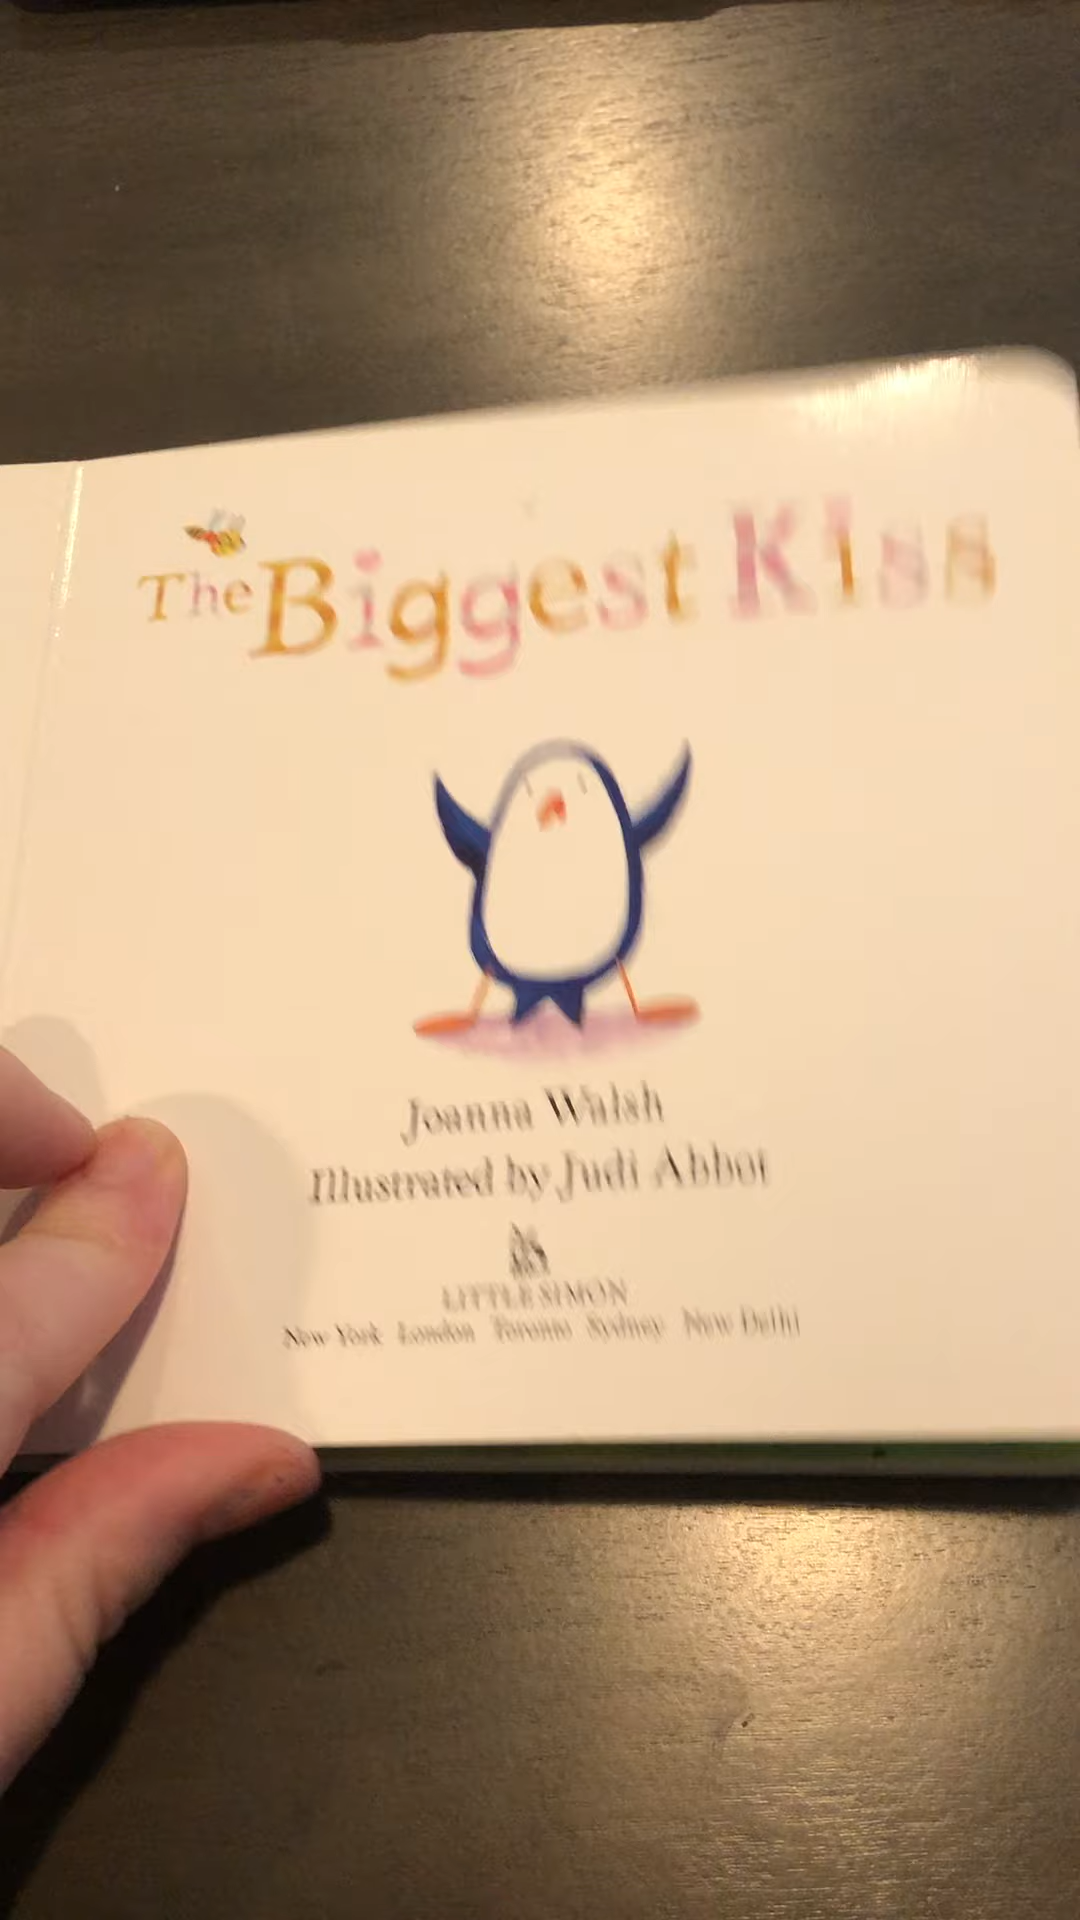 The Biggest Kiss
Joanna Walsh
Illustrated by Judi Abbot
LITTLE SIMON
New York London Toronto Sydney New Delhi